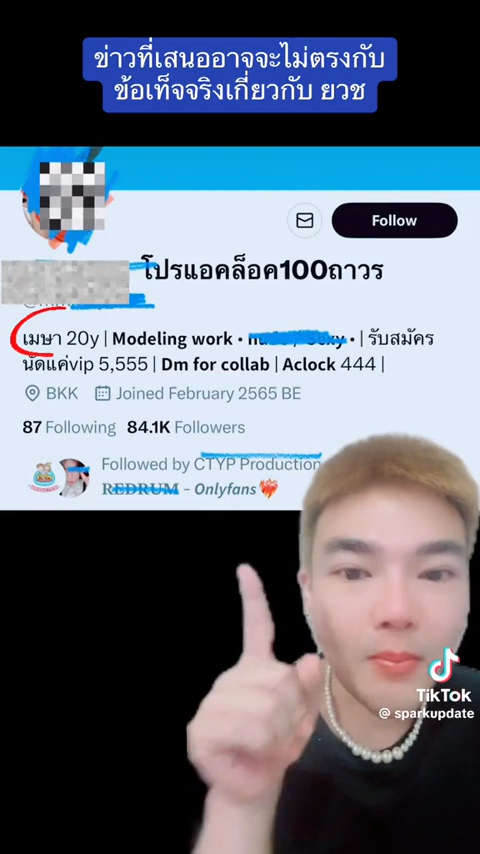 ข่าวที่เสนออาจจะไม่ตรงกับ
ข้อเท็จจริงเกี่ยวกับ ยวช
Follow
โปรแอคล็อค100ถาวร
เมษา 20y | Modeling work • • | รับสมัคร
นัดแค่vip 5,555 | Dm for collab | Aclock 444 |
BKK Joined February 2565 BE
87 Following 84.1K Followers
Followed by CTYP Production
REDRUM - Onlyfans
TikTok
@ sparkupdate